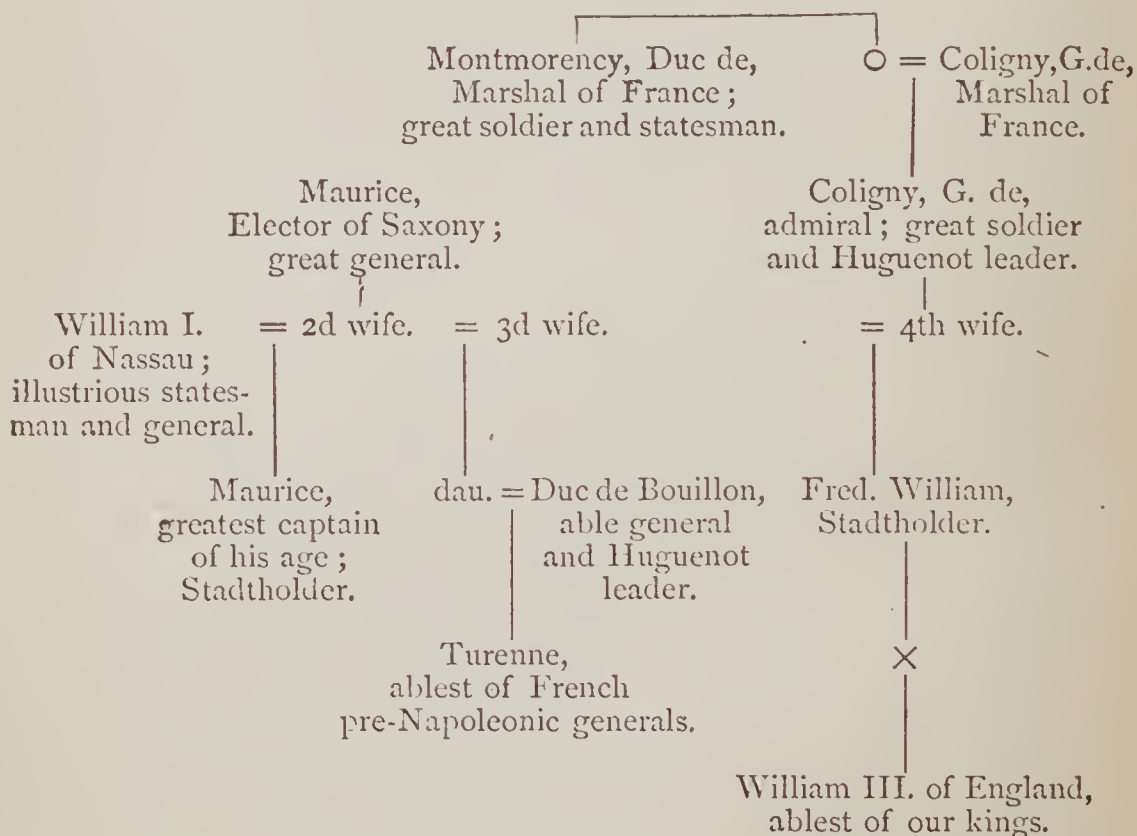 Montmorency, Duc de,
Marshal of France ;
great soldier and statesman.
O = Coligny, G. de,
Marshal of
France.
Maurice,
Elector of Saxony ;
great general.
Coligny, G. de,
admiral ; great soldier
and Huguenot leader.
William I.
of Nassau ;
illustrious states-
man and general.
= 2d wife.
= 3d wife.
= 4th wife.
Maurice,
greatest captain
of his age ;
Stadtholder.
dau. = Duc de Bouillon,
able general
and Huguenot
leader.
Fred. William,
Stadtholder.
Turenne,
ablest of French
pre-Napoleonic generals.
×
William III. of England,
ablest of our kings.